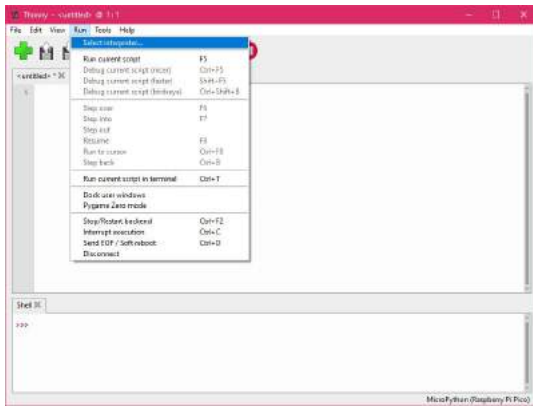 Thonny - <untitled> @ 1:1
File Edit View Run Tools Help
<untitled> *
Select interpreter...
Run current script F5
Debug current script (nicer) Ctrl+F5
Debug current script (faster) Shift+F5
Debug current script (birdseye) Ctrl+Shift+B
Step over F6
Step into F7
Step out
Resume F8
Run to cursor Ctrl+F8
Step back Ctrl+B
Run current script in terminal Ctrl+T
Dock user windows
Pygame Zero mode
Stop/Restart backend Ctrl+F2
Interrupt execution Ctrl+C
Send EOF / Soft reboot Ctrl+D
Disconnect
1
Shell
>>>
MicroPython (Raspberry Pi Pico)